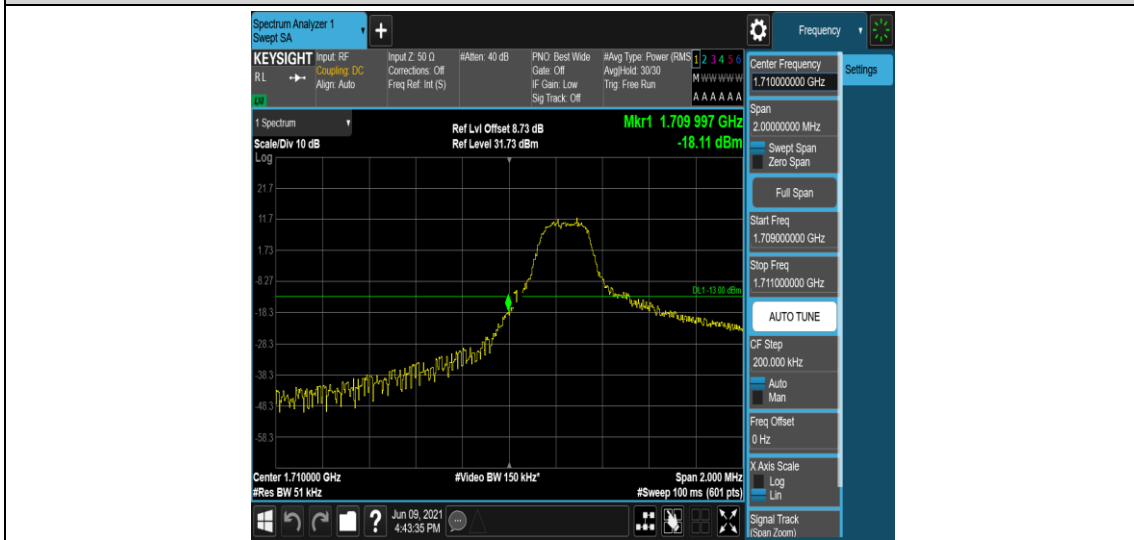 Spectrum Analyzer 1
Swept SA
+
Frequency
KEYSIGHT
RL
Input: RF
Coupling: DC
Align: Auto
Input Z: 50 Ω
Corrections: Off
Freq Ref: Int (S)
#Atten: 40 dB
PNO: Best Wide
Gate: Off
IF Gain: Low
Sig Track: Off
#Avg Type: Power (RMS
Avg|Hold: 30/30
Trig: Free Run
1 2 3 4 5 6
M W W W W W
A A A A A A
1 Spectrum
Scale/Div 10 dB
Log
Ref Lvl Offset 8.73 dB
Ref Level 31.73 dBm
Mkr1 1.709 997 GHz
-18.11 dBm
21.7
11.7
1.73
-8.27
-18.3
-28.3
-38.3
-48.3
-58.3
1
DL1 -13.00 dBm
Center 1.710000 GHz
#Res BW 51 kHz
#Video BW 150 kHz*
Span 2.000 MHz
#Sweep 100 ms (601 pts)
Center Frequency
1.710000000 GHz
Settings
Span
2.00000000 MHz
Swept Span
Zero Span
Full Span
Start Freq
1.709000000 GHz
Stop Freq
1.711000000 GHz
AUTO TUNE
CF Step
200.000 kHz
Auto
Man
Freq Offset
0 Hz
X Axis Scale
Log
Lin
Signal Track
(Span Zoom)
?
Jun 09, 2021
4:43:35 PM